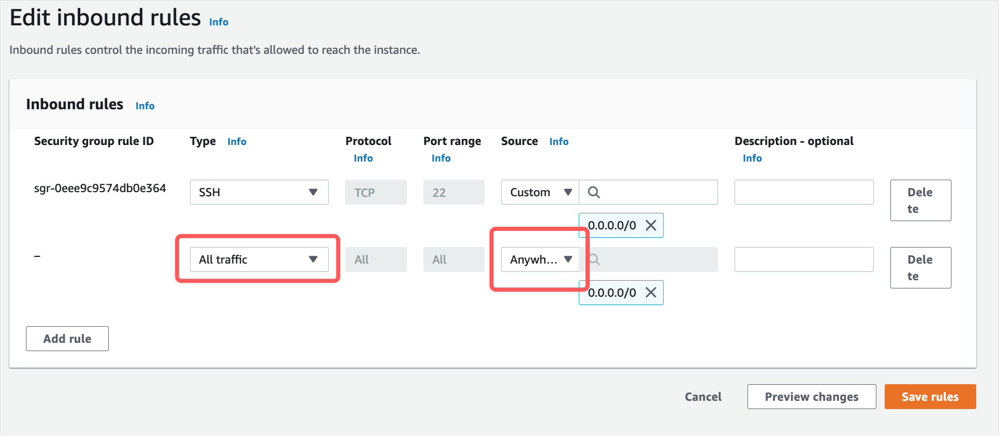 Edit inbound rules Info
Inbound rules control the incoming traffic that's allowed to reach the instance.
Inbound rules Info
Security group rule ID Type Info Protocol Info Port range Info Source Info Description - optional Info
sgr-0eee9c9574db0e364 SSH TCP 22 Custom Dele
te
0.0.0.0/0
– All traffic All All Anywh... Dele
te
0.0.0.0/0
Add rule
Cancel Preview changes Save rules